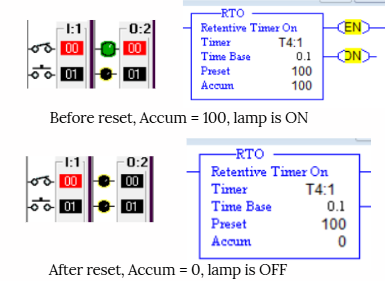 I:1 O:2
00 00
01 01
RTO
Retentive Timer On
Timer T4:1
Time Base 0.1
Preset 100
Accum 100
EN
DN
Before reset, Accum = 100, lamp is ON
I:1 O:2
00 00
01 01
RTO
Retentive Timer On
Timer T4:1
Time Base 0.1
Preset 100
Accum 0
After reset, Accum = 0, lamp is OFF